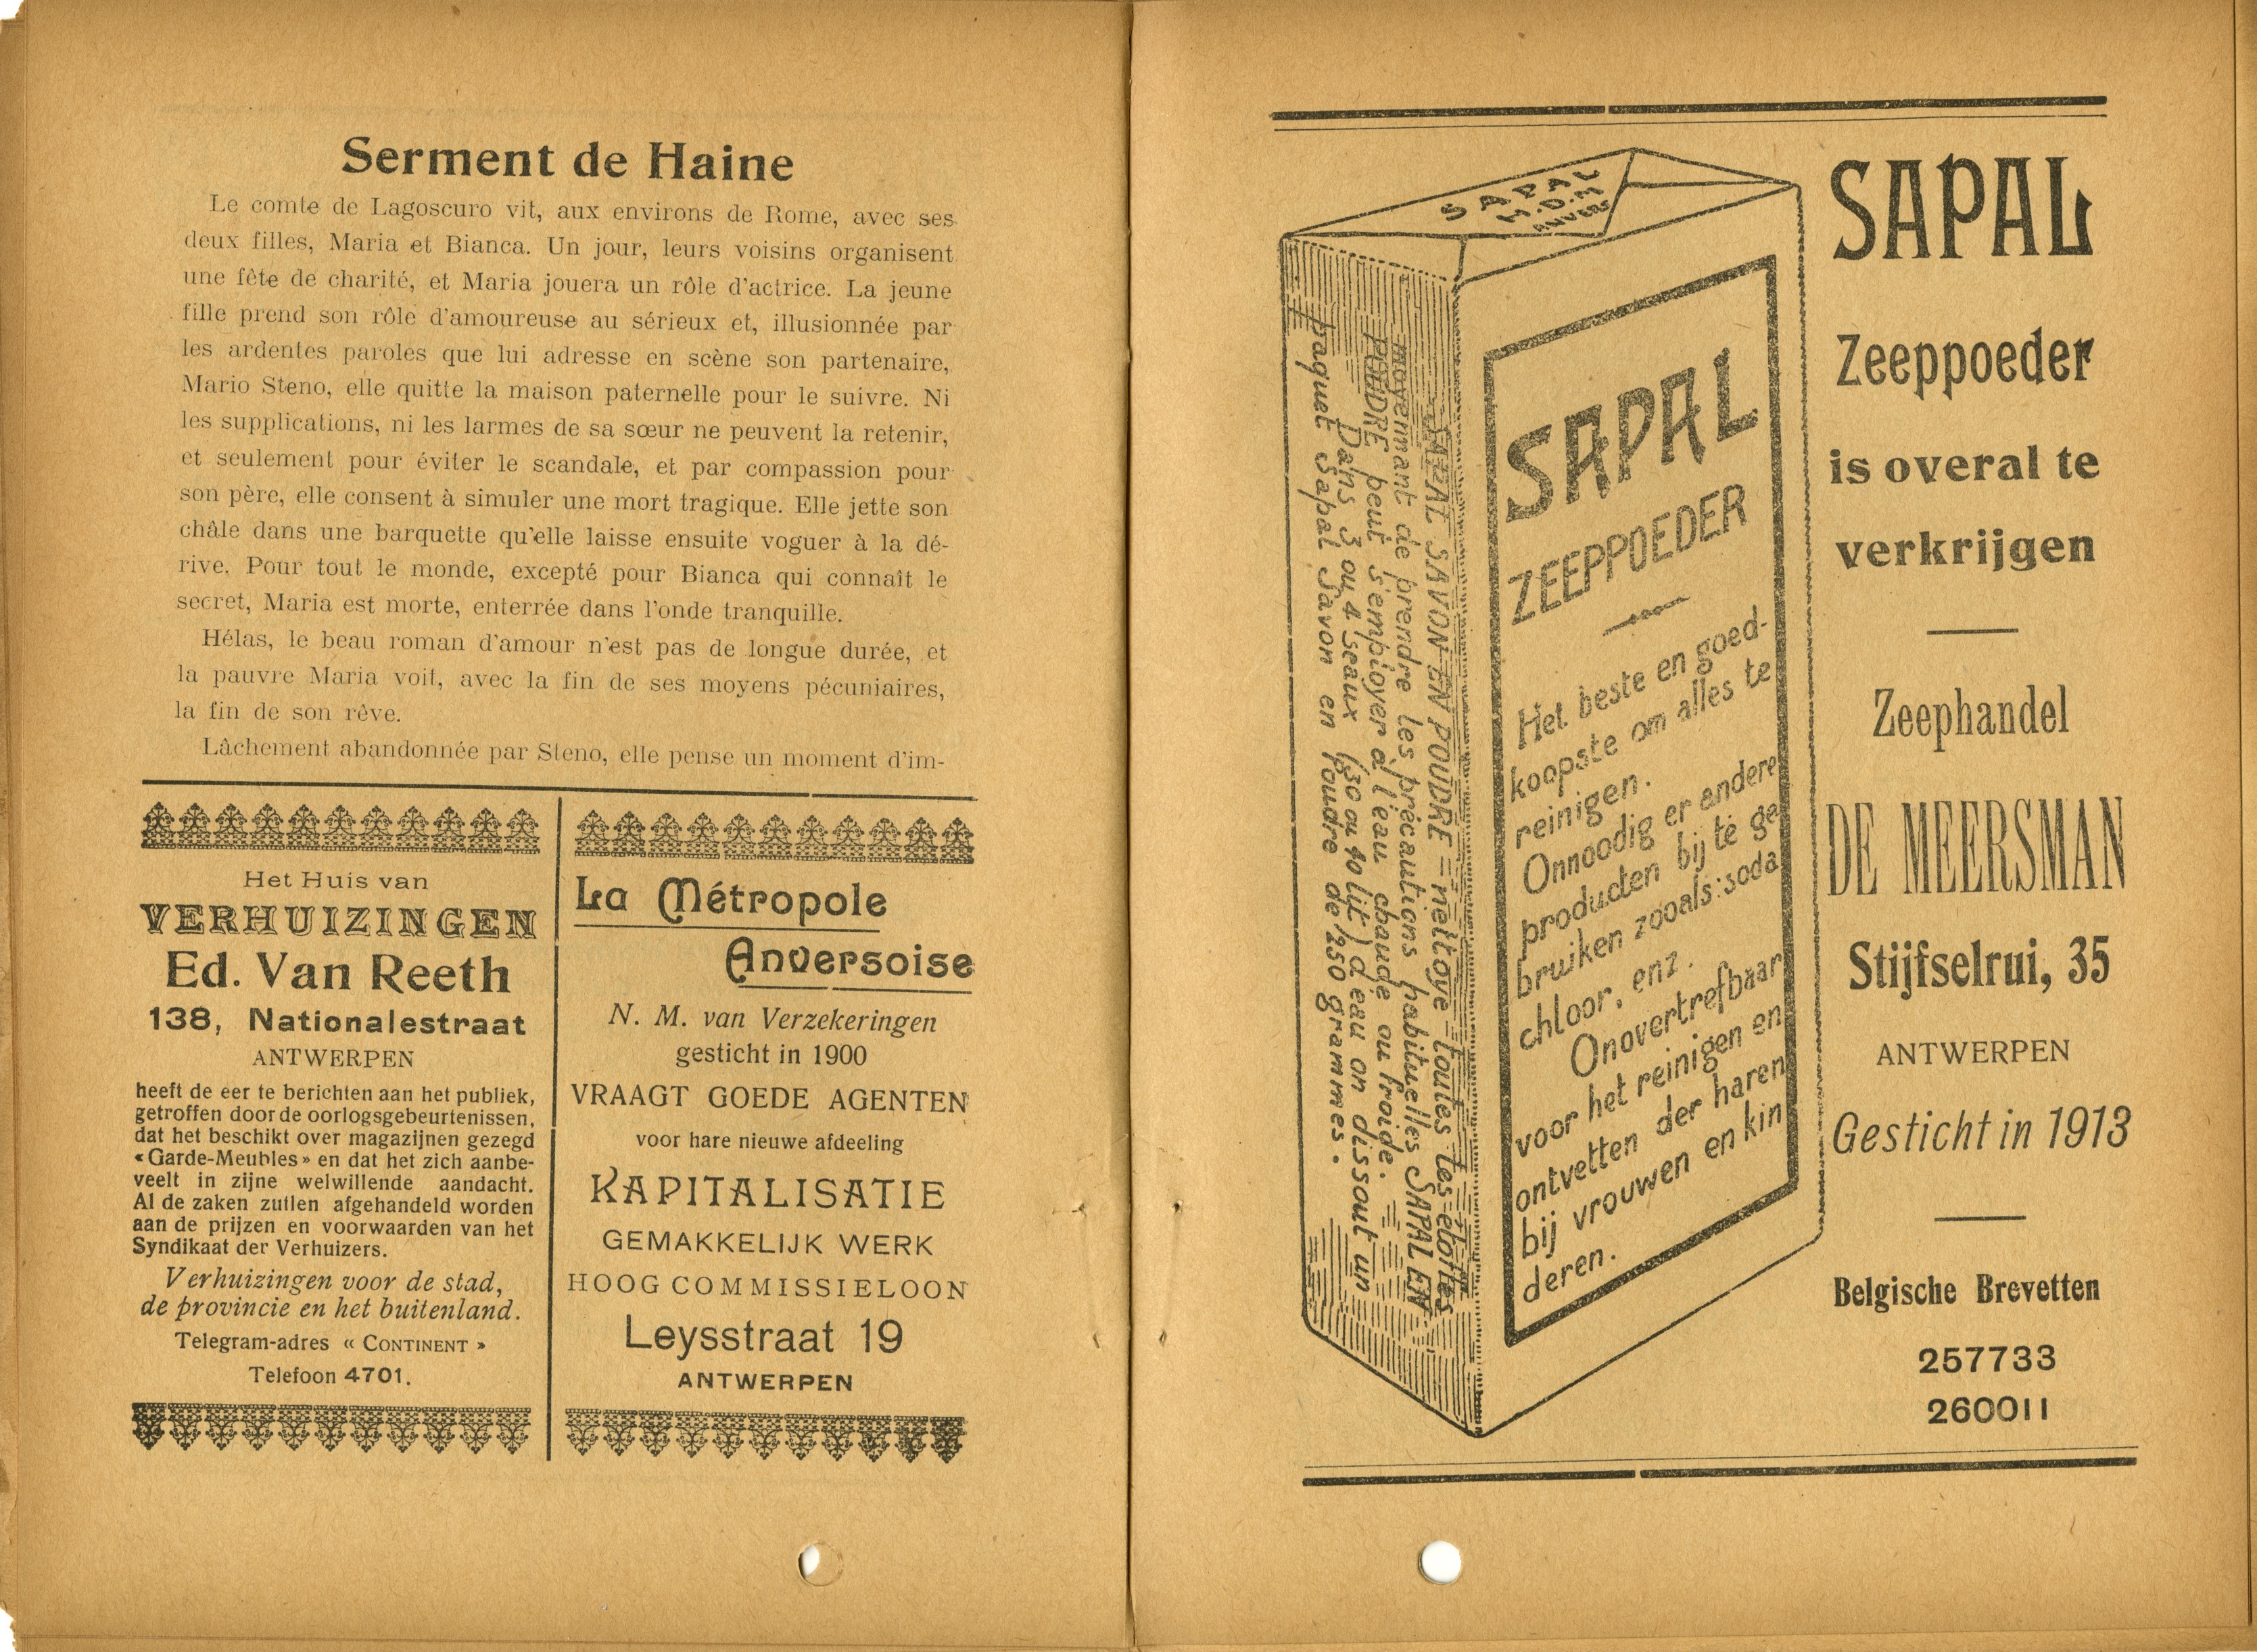 Serment de Haine
Le comte de Lagoscuro vit, aux environs de Rome, avec ses
deux filles, Maria et Bianca. Un jour, leurs voisins organisent
une fête de charité, et Maria jouera un rôle d'actrice. La jeune
fille prend son rôle d'amoureuse au sérieux et, illusionnée par
les ardentes paroles que lui adresse en scène son partenaire,
Mario Steno, elle quitte la maison paternelle pour le suivre. Ni
les supplications, ni les larmes de sa sœur ne peuvent la retenir,
et seulement pour éviter le scandale, et par compassion pour
son père, elle consent à simuler une mort tragique. Elle jette son
châle dans une barquette qu'elle laisse ensuite voguer à la dé-
rive. Pour tout le monde, excepté pour Bianca qui connaît le
secret, Maria est morte, enterrée dans l'onde tranquille.
Hélas, le beau roman d'amour n'est pas de longue durée, et
la pauvre Maria voit, avec la fin de ses moyens pécuniaires,
la fin de son rêve.
Lâchement abandonnée par Steno, elle pense un moment d'im-
Het Huis van
VERHUIZINGEN
Ed. Van Reeth
138, Nationalestraat
ANTWERPEN
heeft de eer te berichten aan het publiek,
getroffen door de oorlogsgebeurtenissen,
dat het beschikt over magazijnen gezegd
« Garde-Meubles » en dat het zich aanbe-
veelt in zijne welwillende aandacht.
Al de zaken zutlen afgehandeld worden
aan de prijzen en voorwaarden van het
Syndikaat der Verhuizers.
Verhuizingen voor de stad,
de provincie en het buitenland.
Telegram-adres « CONTINENT »
Telefoon 4701.
La Métropole
Anversoise
N. M. van Verzekeringen
gesticht in 1900
VRAAGT GOEDE AGENTEN
voor hare nieuwe afdeeling
KAPITALISATIE
GEMAKKELIJK WERK
HOOG COMMISSIELOON
Leysstraat 19
ANTWERPEN
SAPAL
H.D.M
ANVERS
SAPAL SAVON EN POUDRE = nettoye = toutes les etoffes
moyennant de prendre les précautions habituelles SAPAL EN
POUDRE peut s'employer à l'eau chaude ou froide.
Dans 3 ou 4 seaux (30 ou 40 lit) d'eau on dissout un
paquet Sapal Savon en Poudre de 250 grammes.
SAPAL
ZEEPPOEDER
Het beste en goed-
koopste om alles te
reinigen.
Onnoodig er andere
producten bij te ge
bruiken zooals: soda
chloor, enz.
Onovertrefbaar
voor het reinigen en
ontvetten der haren
bij vrouwen en kin
deren.
SAPAL
Zeeppoeder
is overal te
verkrijgen
Zeephandel
DE MEERSMAN
Stijfselrui, 35
ANTWERPEN
Gesticht in 1913
Belgische Brevetten
257733
260011